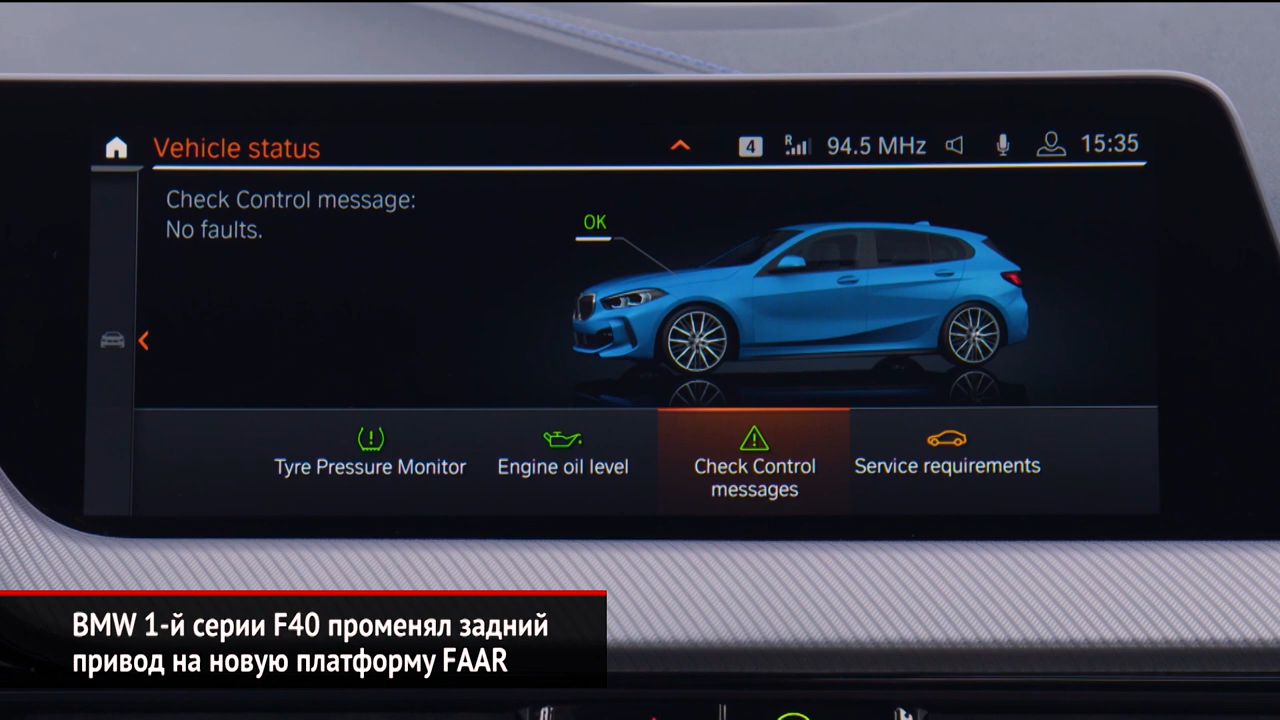 Vehicle status
4
R
94.5 MHz
15:35
Check Control message:
No faults.
OK
Tyre Pressure Monitor
Engine oil level
Check Control
messages
Service requirements
BMW 1-й серии F40 променял задний
привод на новую платформу FAAR